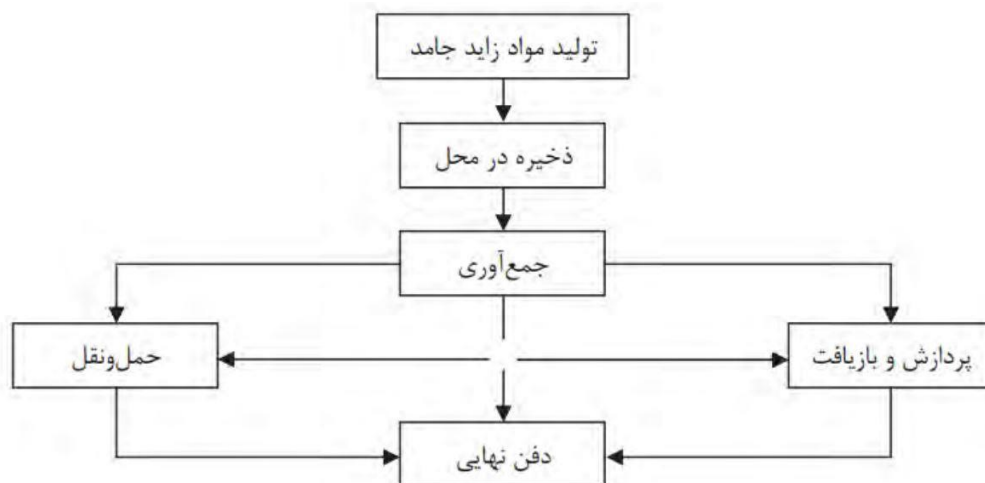 تولید مواد زاید جامد
ذخیره در محل
جمع‌آوری
حمل‌ونقل
پردازش و بازیافت
دفن نهایی